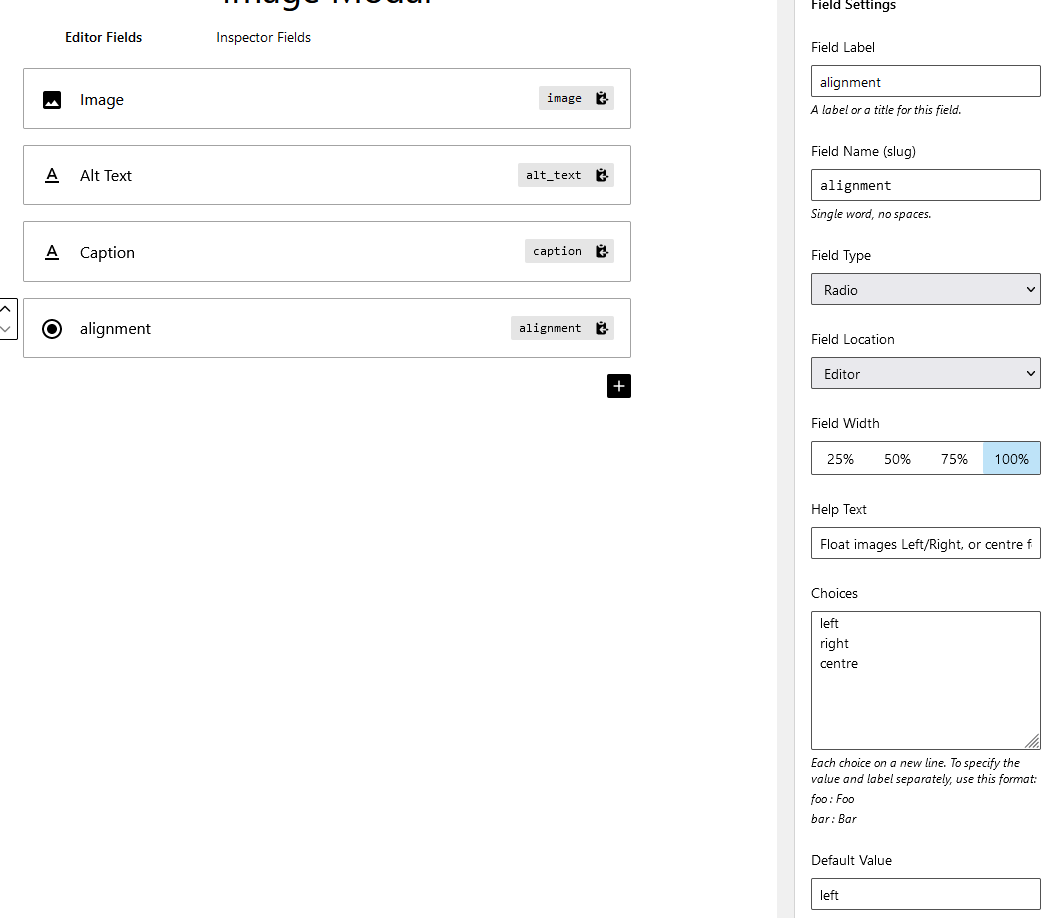 Image Modal
Editor Fields
Inspector Fields
Image
image
Alt Text
alt_text
Caption
caption
alignment
alignment
Field Settings
Field Label
alignment
A label or a title for this field.
Field Name (slug)
alignment
Single word, no spaces.
Field Type
Radio
Field Location
Editor
Field Width
25% 50% 75% 100%
Help Text
Float images Left/Right, or centre f
Choices
left
right
centre
Each choice on a new line. To specify the
value and label separately, use this format:
foo : Foo
bar : Bar
Default Value
left